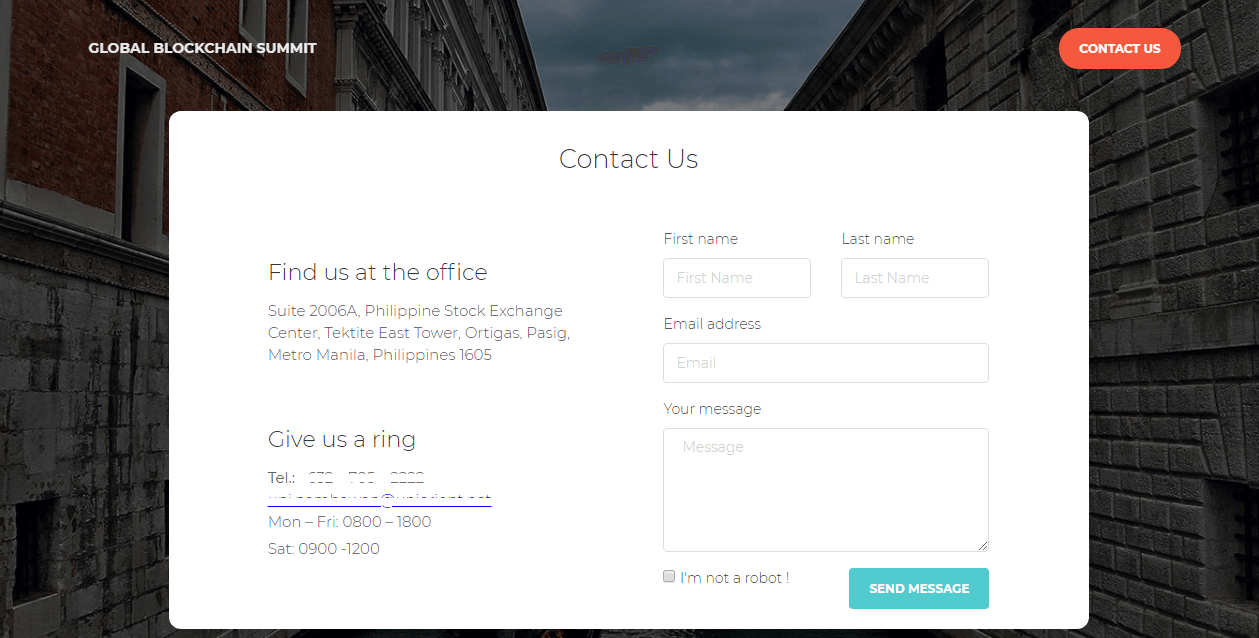 GLOBAL BLOCKCHAIN SUMMIT
CONTACT US
Contact Us
Find us at the office
Suite 2006A, Philippine Stock Exchange
Center, Tektite East Tower, Ortigas, Pasig,
Metro Manila, Philippines 1605
Give us a ring
Tel.:
Mon – Fri: 0800 – 1800
Sat: 0900 -1200
First name
Last name
First Name
Last Name
Email address
Email
Your message
Message
I'm not a robot !
SEND MESSAGE